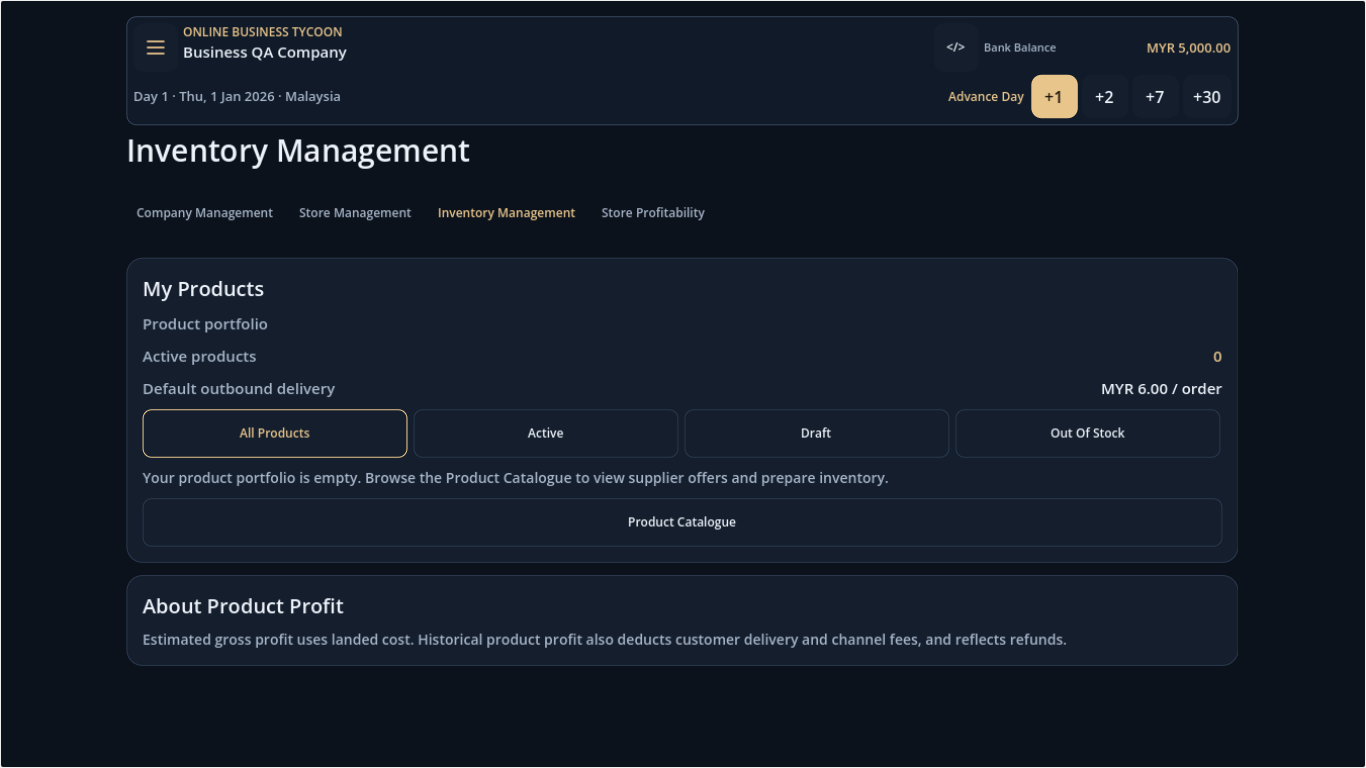 ONLINE BUSINESS TYCOON
Business QA Company
</> Bank Balance MYR 5,000.00
Day 1 · Thu, 1 Jan 2026 · Malaysia
Advance Day +1 +2 +7 +30
Inventory Management
Company Management Store Management Inventory Management Store Profitability
My Products
Product portfolio
Active products 0
Default outbound delivery MYR 6.00 / order
All Products Active Draft Out Of Stock
Your product portfolio is empty. Browse the Product Catalogue to view supplier offers and prepare inventory.
Product Catalogue
About Product Profit
Estimated gross profit uses landed cost. Historical product profit also deducts customer delivery and channel fees, and reflects refunds.